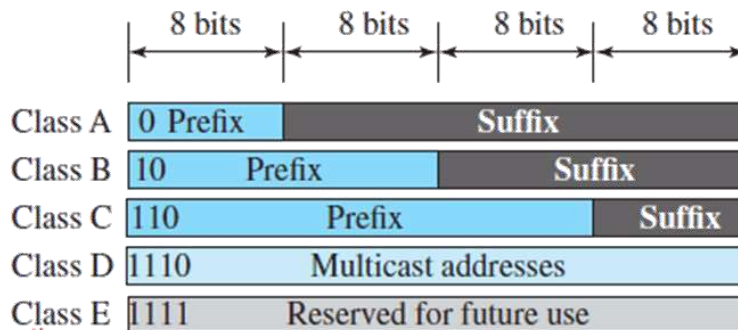 8 bits 8 bits 8 bits 8 bits
Class A 0 Prefix Suffix
Class B 10 Prefix Suffix
Class C 110 Prefix Suffix
Class D 1110 Multicast addresses
Class E 1111 Reserved for future use